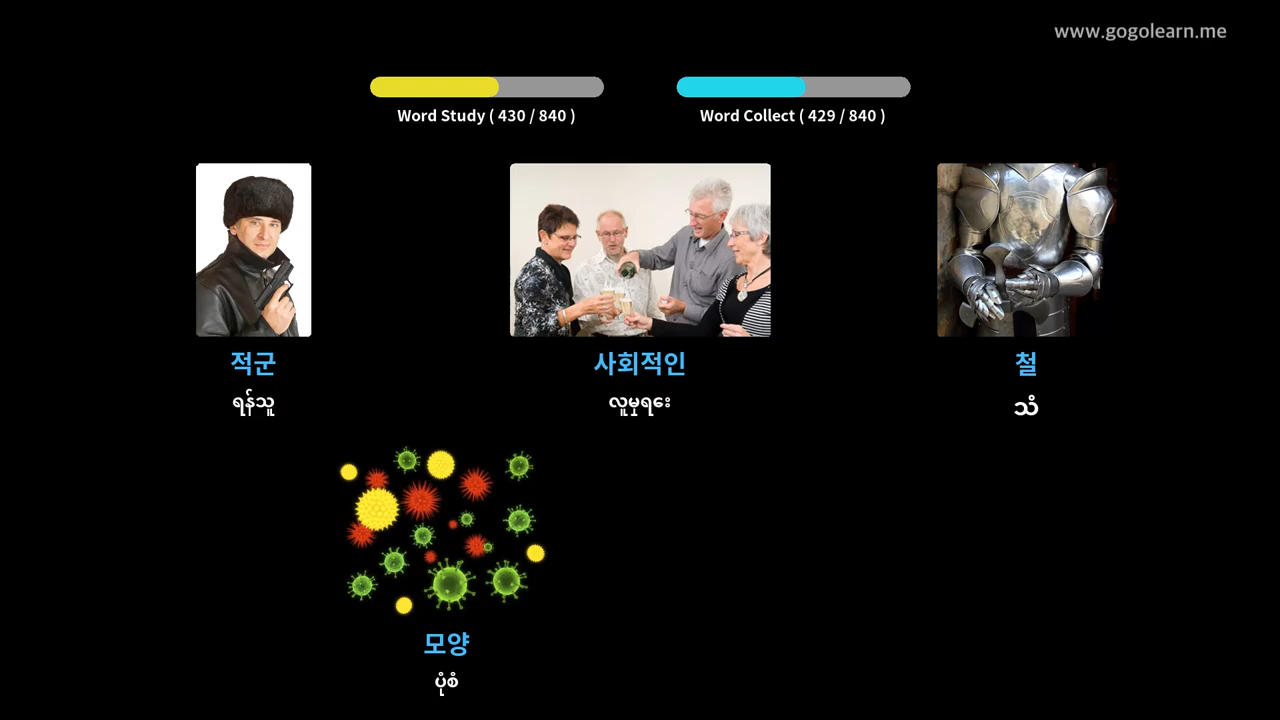 www.gogolearn.me
Word Study ( 430 / 840 )
Word Collect ( 429 / 840 )
적군
ရန်သူ
사회적인
လူမှုရေး
철
သံ
모양
ပုံစံ